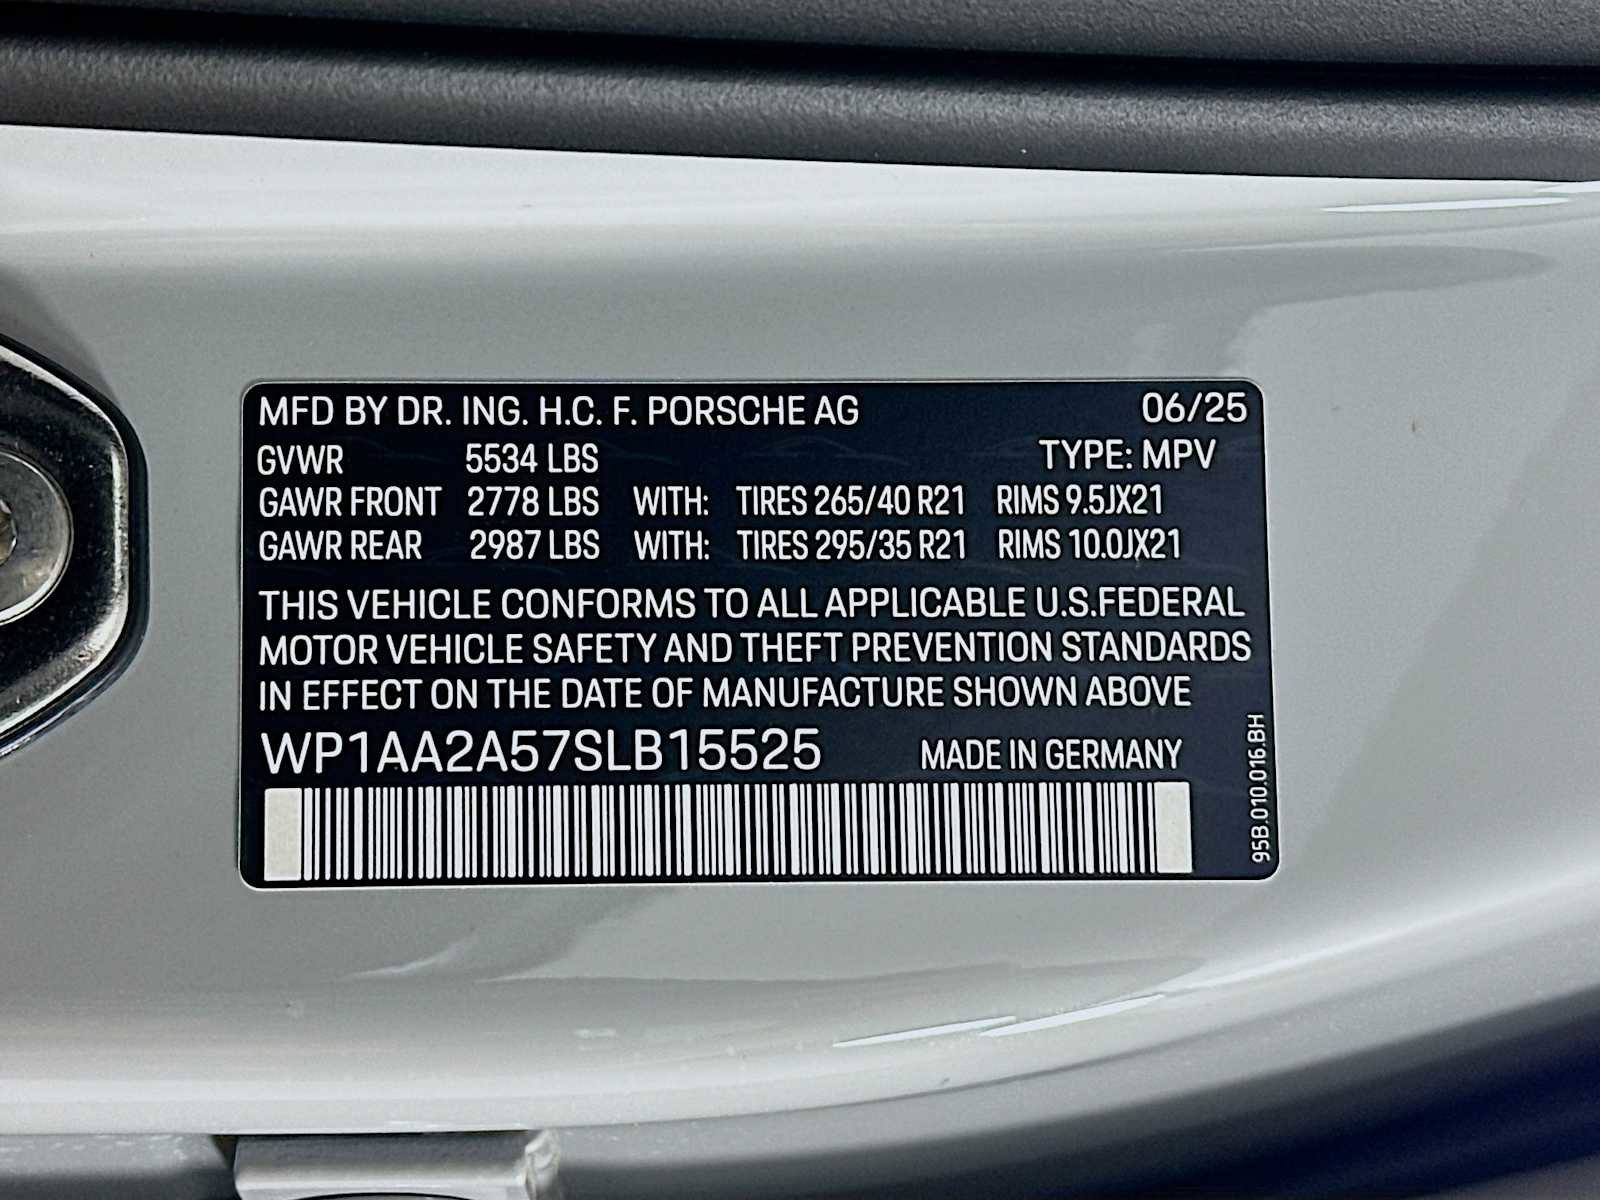 MFD BY DR. ING. H.C. F. PORSCHE AG 06/25
GVWR 5534 LBS TYPE: MPV
GAWR FRONT 2778 LBS WITH: TIRES 265/40 R21 RIMS 9.5JX21
GAWR REAR 2987 LBS WITH: TIRES 295/35 R21 RIMS 10.0JX21
THIS VEHICLE CONFORMS TO ALL APPLICABLE U.S.FEDERAL
MOTOR VEHICLE SAFETY AND THEFT PREVENTION STANDARDS
IN EFFECT ON THE DATE OF MANUFACTURE SHOWN ABOVE
WP1AA2A57SLB15525 MADE IN GERMANY
95B.010.016.BH